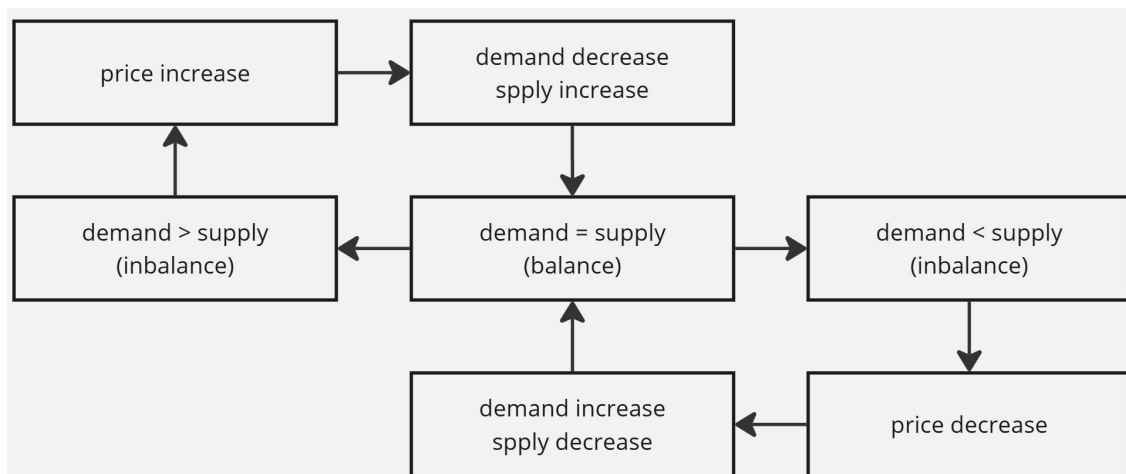 price increase
demand decrease
spply increase
demand > supply
(inbalance)
demand = supply
(balance)
demand < supply
(inbalance)
demand increase
spply decrease
price decrease